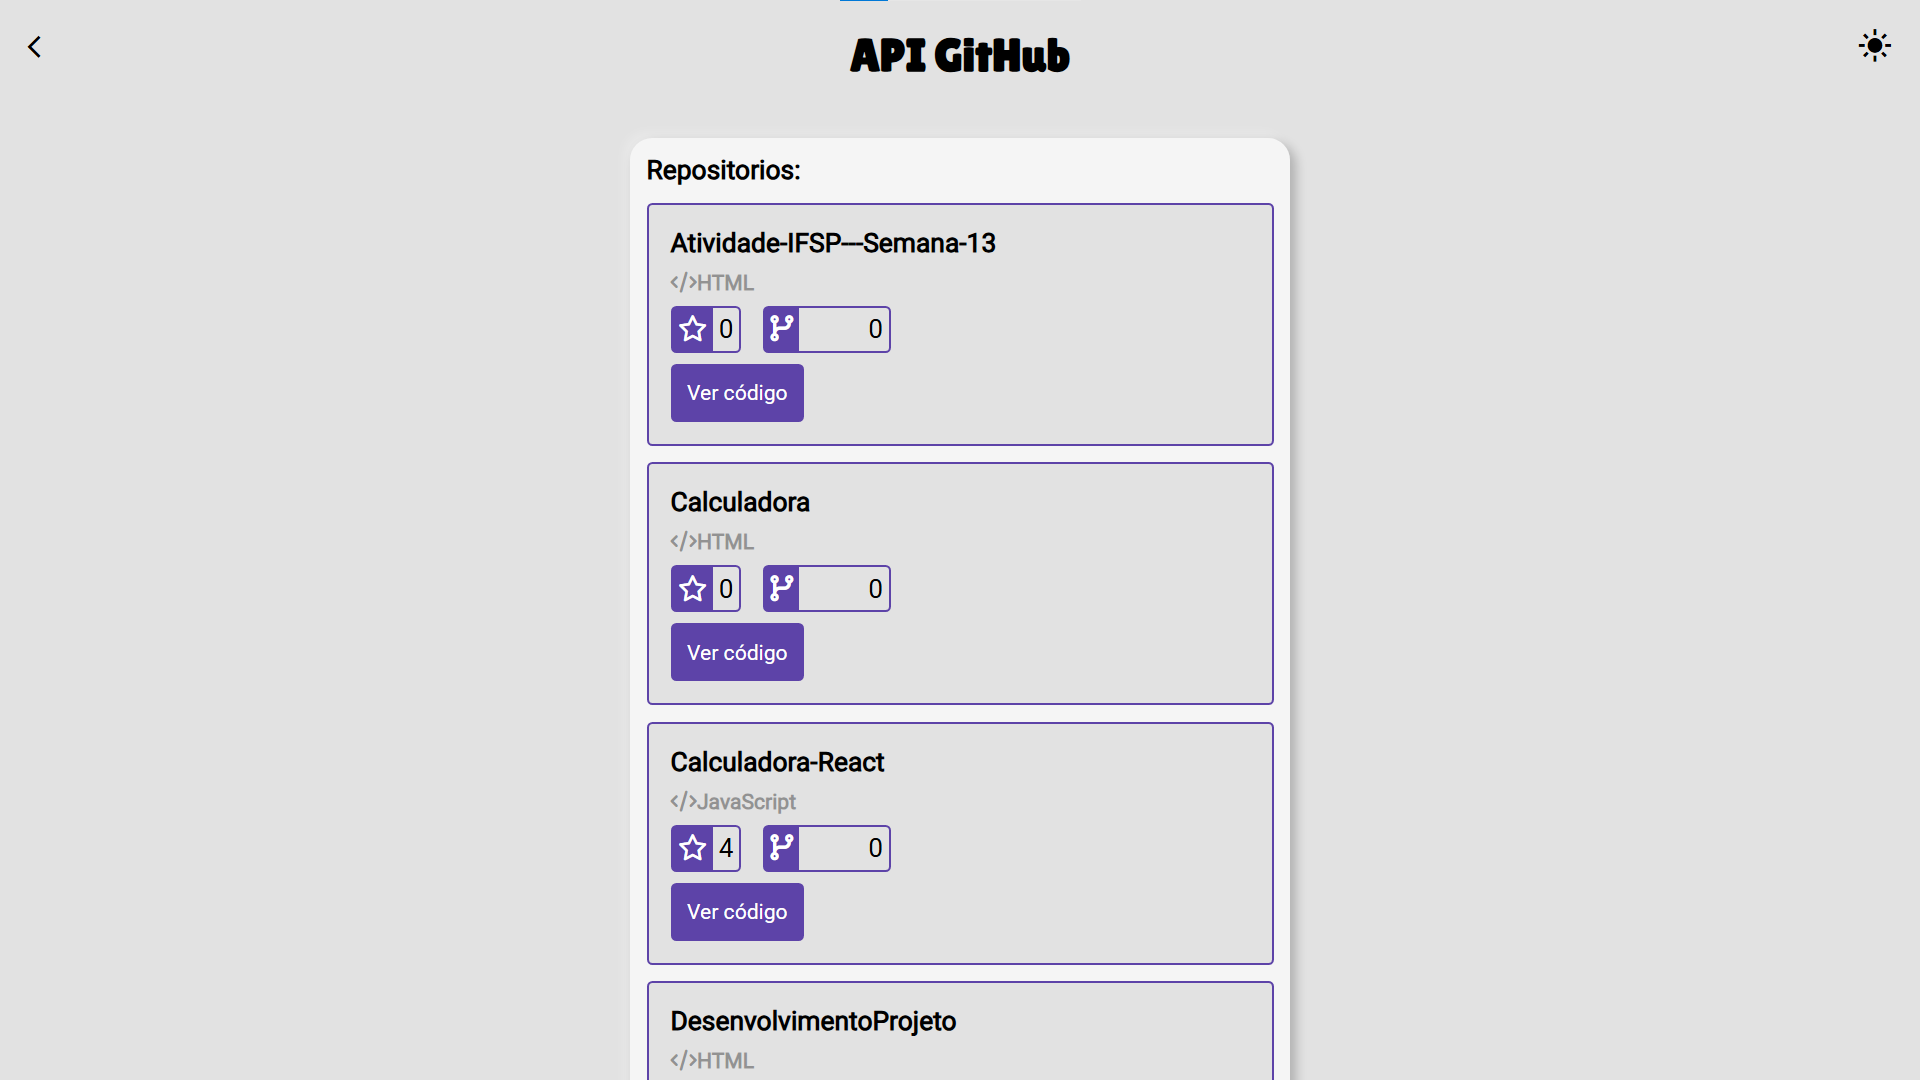 API GitHub
Repositorios:
Atividade-IFSP---Semana-13
</>HTML
0 0
Ver código
Calculadora
</>HTML
0 0
Ver código
Calculadora-React
</>JavaScript
4 0
Ver código
DesenvolvimentoProjeto
</>HTML